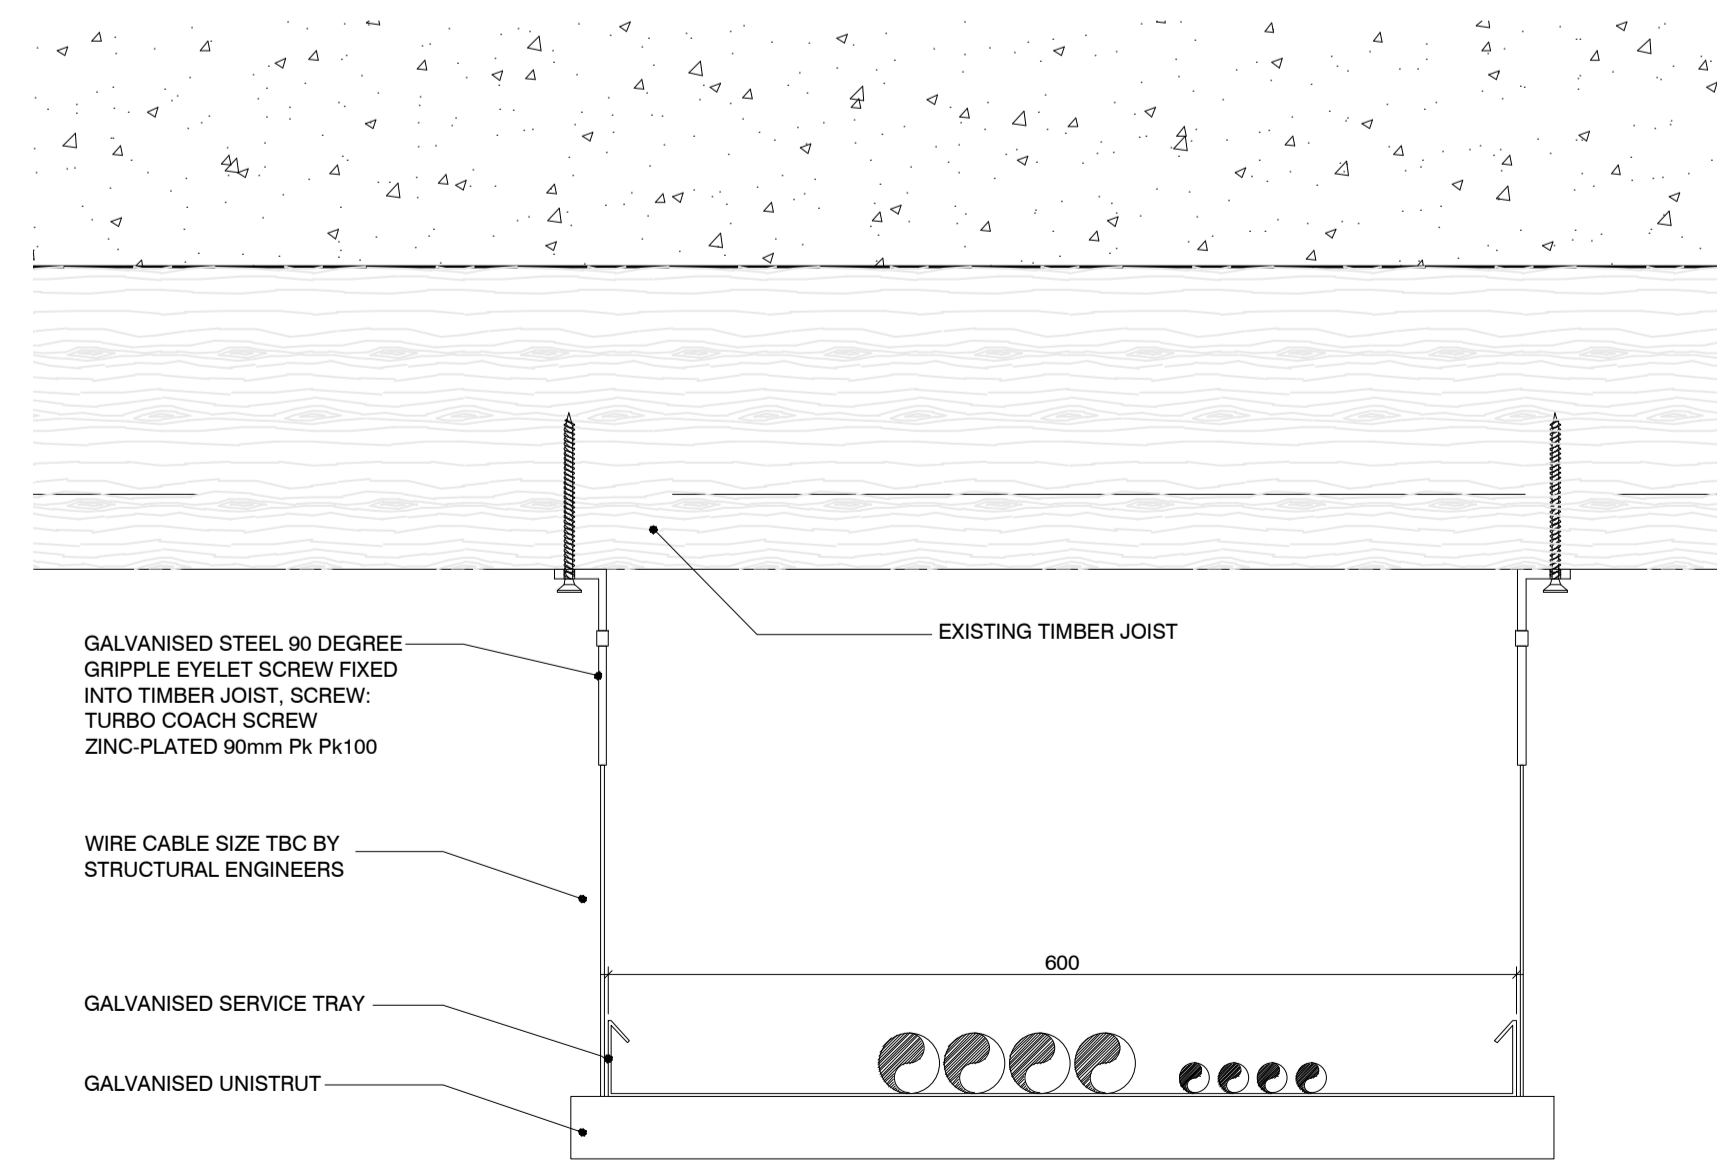 GALVANISED STEEL 90 DEGREE
GRIPPLE EYELET SCREW FIXED
INTO TIMBER JOIST, SCREW:
TURBO COACH SCREW
ZINC-PLATED 90mm Pk Pk100
EXISTING TIMBER JOIST
WIRE CABLE SIZE TBC BY
STRUCTURAL ENGINEERS
600
GALVANISED SERVICE TRAY
GALVANISED UNISTRUT